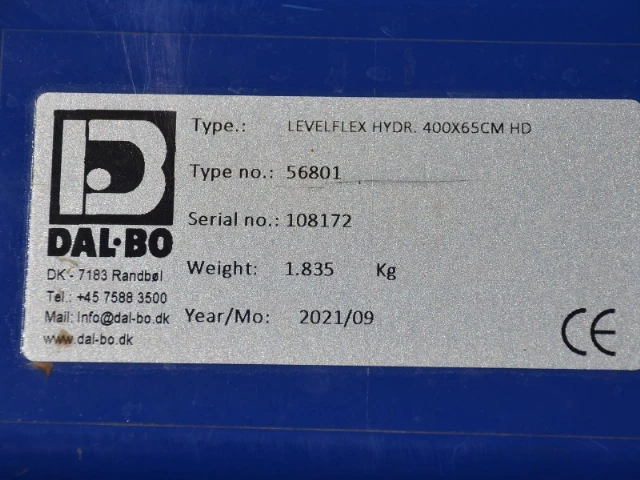 Type.: LEVELFLEX HYDR. 400X65CM HD
Type no.: 56801
Serial no.: 108172
Weight: 1.835 Kg
Year/Mo: 2021/09
DAL·BO
DK - 7183 Randbøl
Tel.: +45 7588 3500
Mail: Info@dal-bo.dk
www.dal-bo.dk
CE